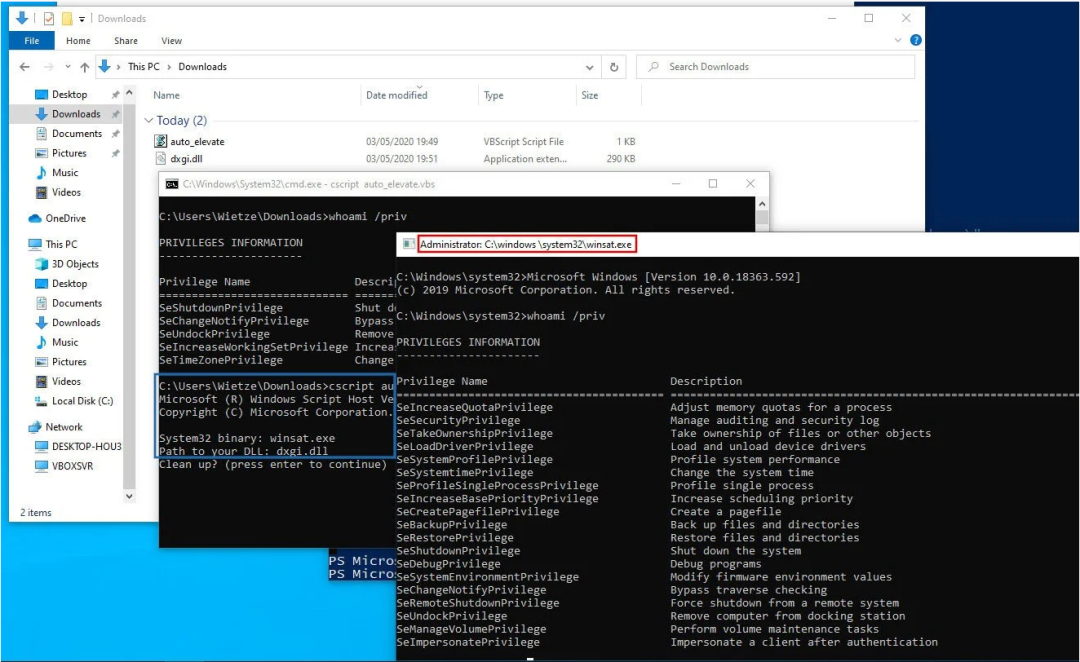 Downloads
File Home Share View
This PC > Downloads
Search Downloads
Name Date modified Type Size
Today (2)
auto_elevate 03/05/2020 19:49 VBScript Script File 1 KB
dxgi.dll 03/05/2020 19:51 Application exten... 290 KB
Desktop
Downloads
Documents
Pictures
Music
Videos
OneDrive
This PC
3D Objects
Desktop
Documents
Downloads
Music
Pictures
Videos
Local Disk (C:)
Network
DESKTOP-HOU3
VBOXSVR
2 items
C:\Windows\System32\cmd.exe - cscript auto_elevate.vbs
C:\Users\Wietze\Downloads>whoami /priv
PRIVILEGES INFORMATION
----------------------
Privilege Name Descri
============================= =====
SeShutdownPrivilege Shut d
SeChangeNotifyPrivilege Bypass
SeUndockPrivilege Remove
SeIncreaseWorkingSetPrivilege Increa
SeTimeZonePrivilege Change
C:\Users\Wietze\Downloads>cscript au
Microsoft (R) Windows Script Host Ve
Copyright (C) Microsoft Corporation.
System32 binary: winsat.exe
Path to your DLL: dxgi.dll
Clean up? (press enter to continue)
PS Micro
PS Micro
Administrator: C:\windows \system32\winsat.exe
C:\Windows\system32>Microsoft Windows [Version 10.0.18363.592]
(c) 2019 Microsoft Corporation. All rights reserved.
C:\Windows\system32>whoami /priv
PRIVILEGES INFORMATION
----------------------
Privilege Name Description
========================================= ==========================================
SeIncreaseQuotaPrivilege Adjust memory quotas for a process
SeSecurityPrivilege Manage auditing and security log
SeTakeOwnershipPrivilege Take ownership of files or other objects
SeLoadDriverPrivilege Load and unload device drivers
SeSystemProfilePrivilege Profile system performance
SeSystemtimePrivilege Change the system time
SeProfileSingleProcessPrivilege Profile single process
SeIncreaseBasePriorityPrivilege Increase scheduling priority
SeCreatePagefilePrivilege Create a pagefile
SeBackupPrivilege Back up files and directories
SeRestorePrivilege Restore files and directories
SeShutdownPrivilege Shut down the system
SeDebugPrivilege Debug programs
SeSystemEnvironmentPrivilege Modify firmware environment values
SeChangeNotifyPrivilege Bypass traverse checking
SeRemoteShutdownPrivilege Force shutdown from a remote system
SeUndockPrivilege Remove computer from docking station
SeManageVolumePrivilege Perform volume maintenance tasks
SeImpersonatePrivilege Impersonate a client after authentication